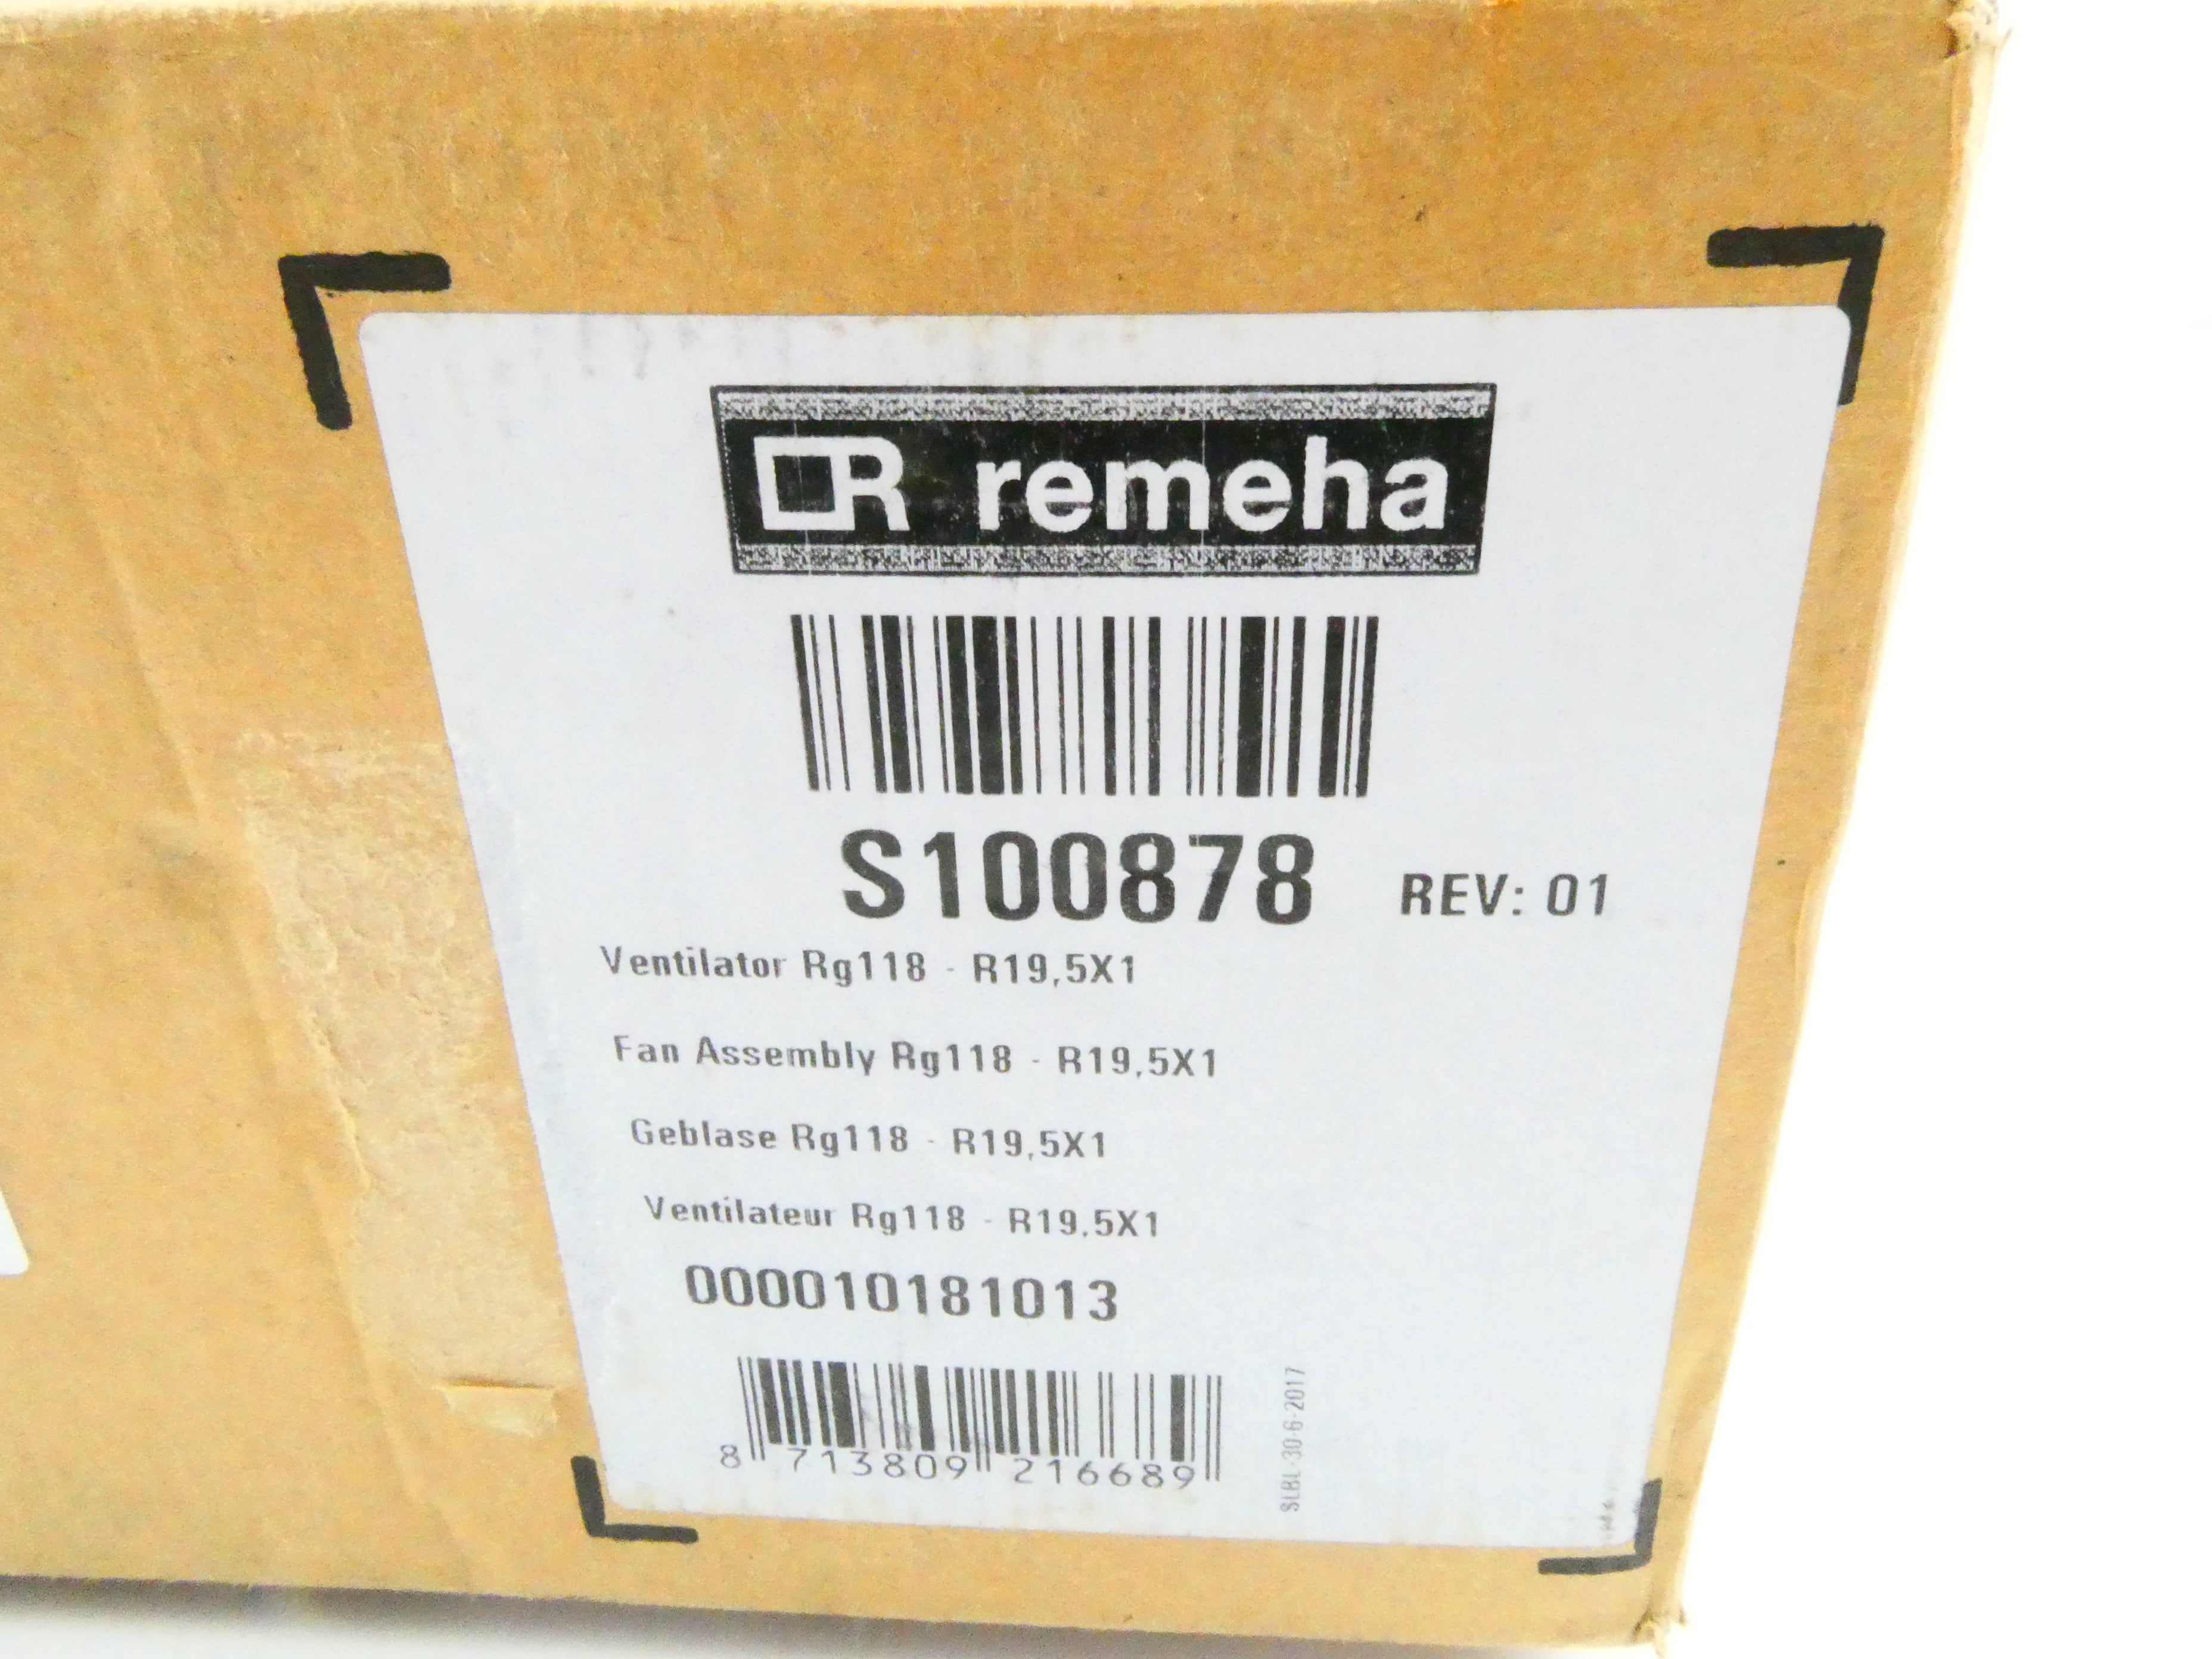 R remeha
S100878 REV: 01
Ventilator Rg118 - R19,5X1
Fan Assembly Rg118 - R19,5X1
Geblase Rg118 - R19,5X1
Ventilateur Rg118 - R19,5X1
000010181013
8 713809 216689
SLBL-30-6-2017